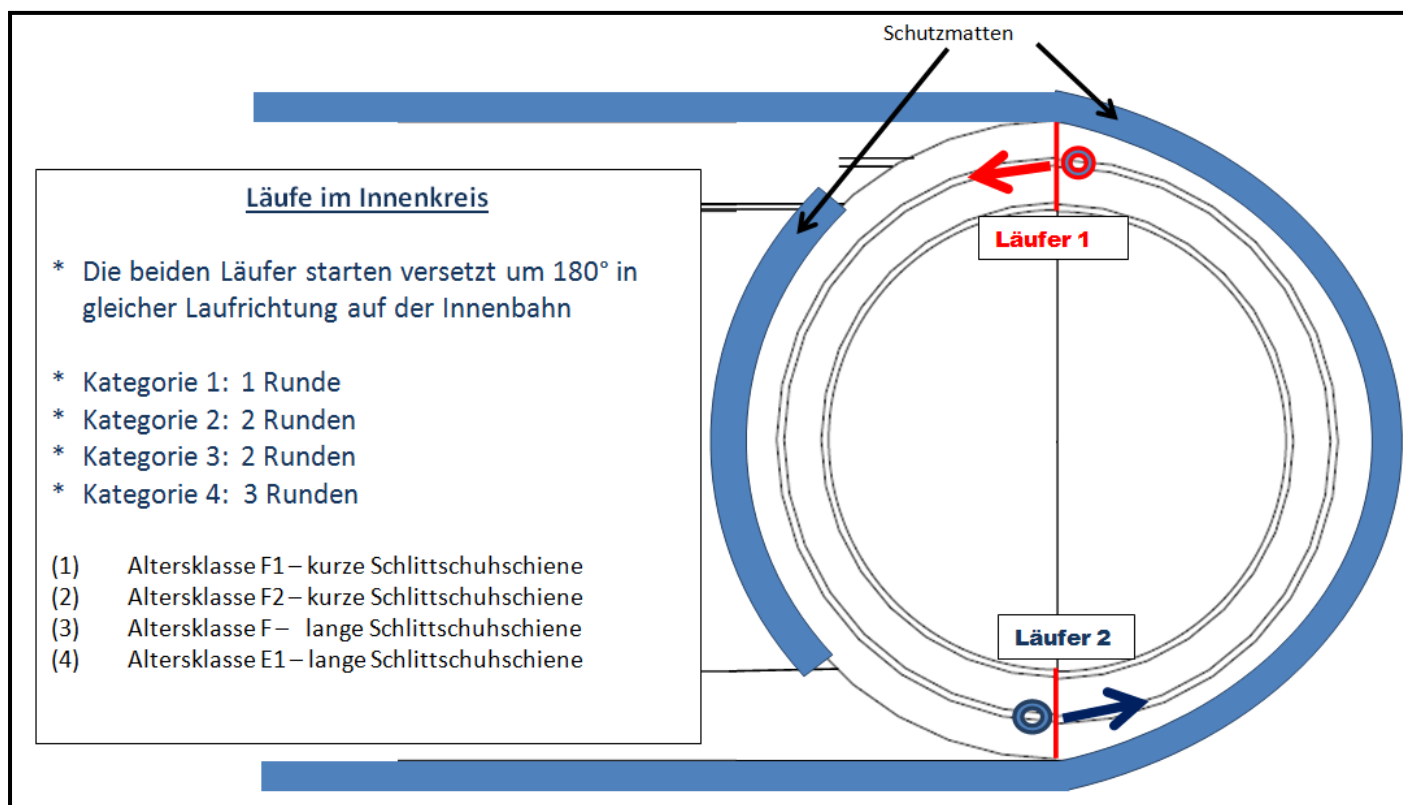 Schutzmatten
Läufe im Innenkreis
* Die beiden Läufer starten versetzt um 180° in
gleicher Laufrichtung auf der Innenbahn
* Kategorie 1: 1 Runde
* Kategorie 2: 2 Runden
* Kategorie 3: 2 Runden
* Kategorie 4: 3 Runden
(1) Altersklasse F1 – kurze Schlittschuhschiene
(2) Altersklasse F2 – kurze Schlittschuhschiene
(3) Altersklasse F – lange Schlittschuhschiene
(4) Altersklasse E1 – lange Schlittschuhschiene
Läufer 1
Läufer 2